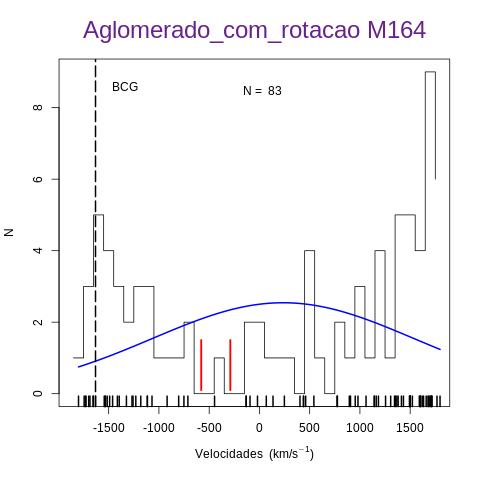 Aglomerado_com_rotacao M164
BCG
N = 83
8
6
4
2
0
N
-1500 -1000 -500 0 500 1000 1500
Velocidades (km/s⁻¹)